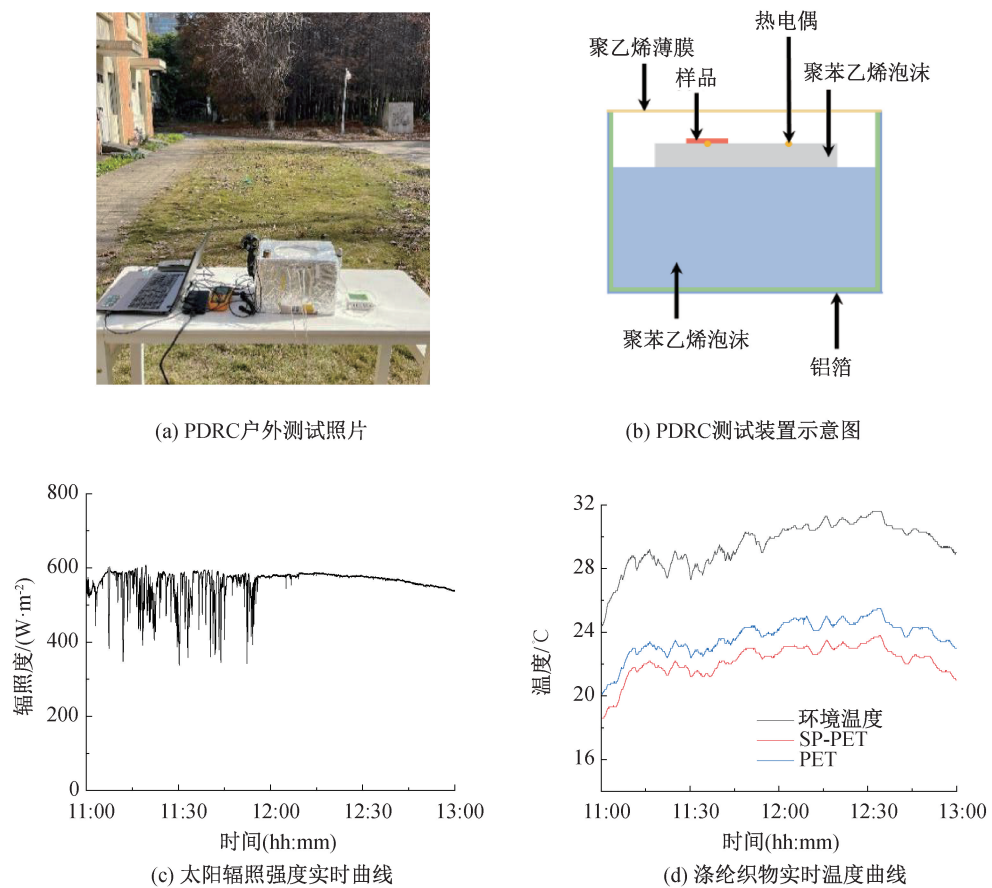 热电偶
聚乙烯薄膜
样品
聚苯乙烯泡沫
聚苯乙烯泡沫
铝箔
(a) PDRC户外测试照片
(b) PDRC测试装置示意图
800
600
400
200
0
辐照度/(W·m-2)
11:00 11:30 12:00 12:30 13:00
时间(hh:mm)
(c) 太阳辐照强度实时曲线
32
28
24
20
16
温度/℃
环境温度
SP-PET
PET
11:00 11:30 12:00 12:30 13:00
时间(hh:mm)
(d) 涤纶织物实时温度曲线